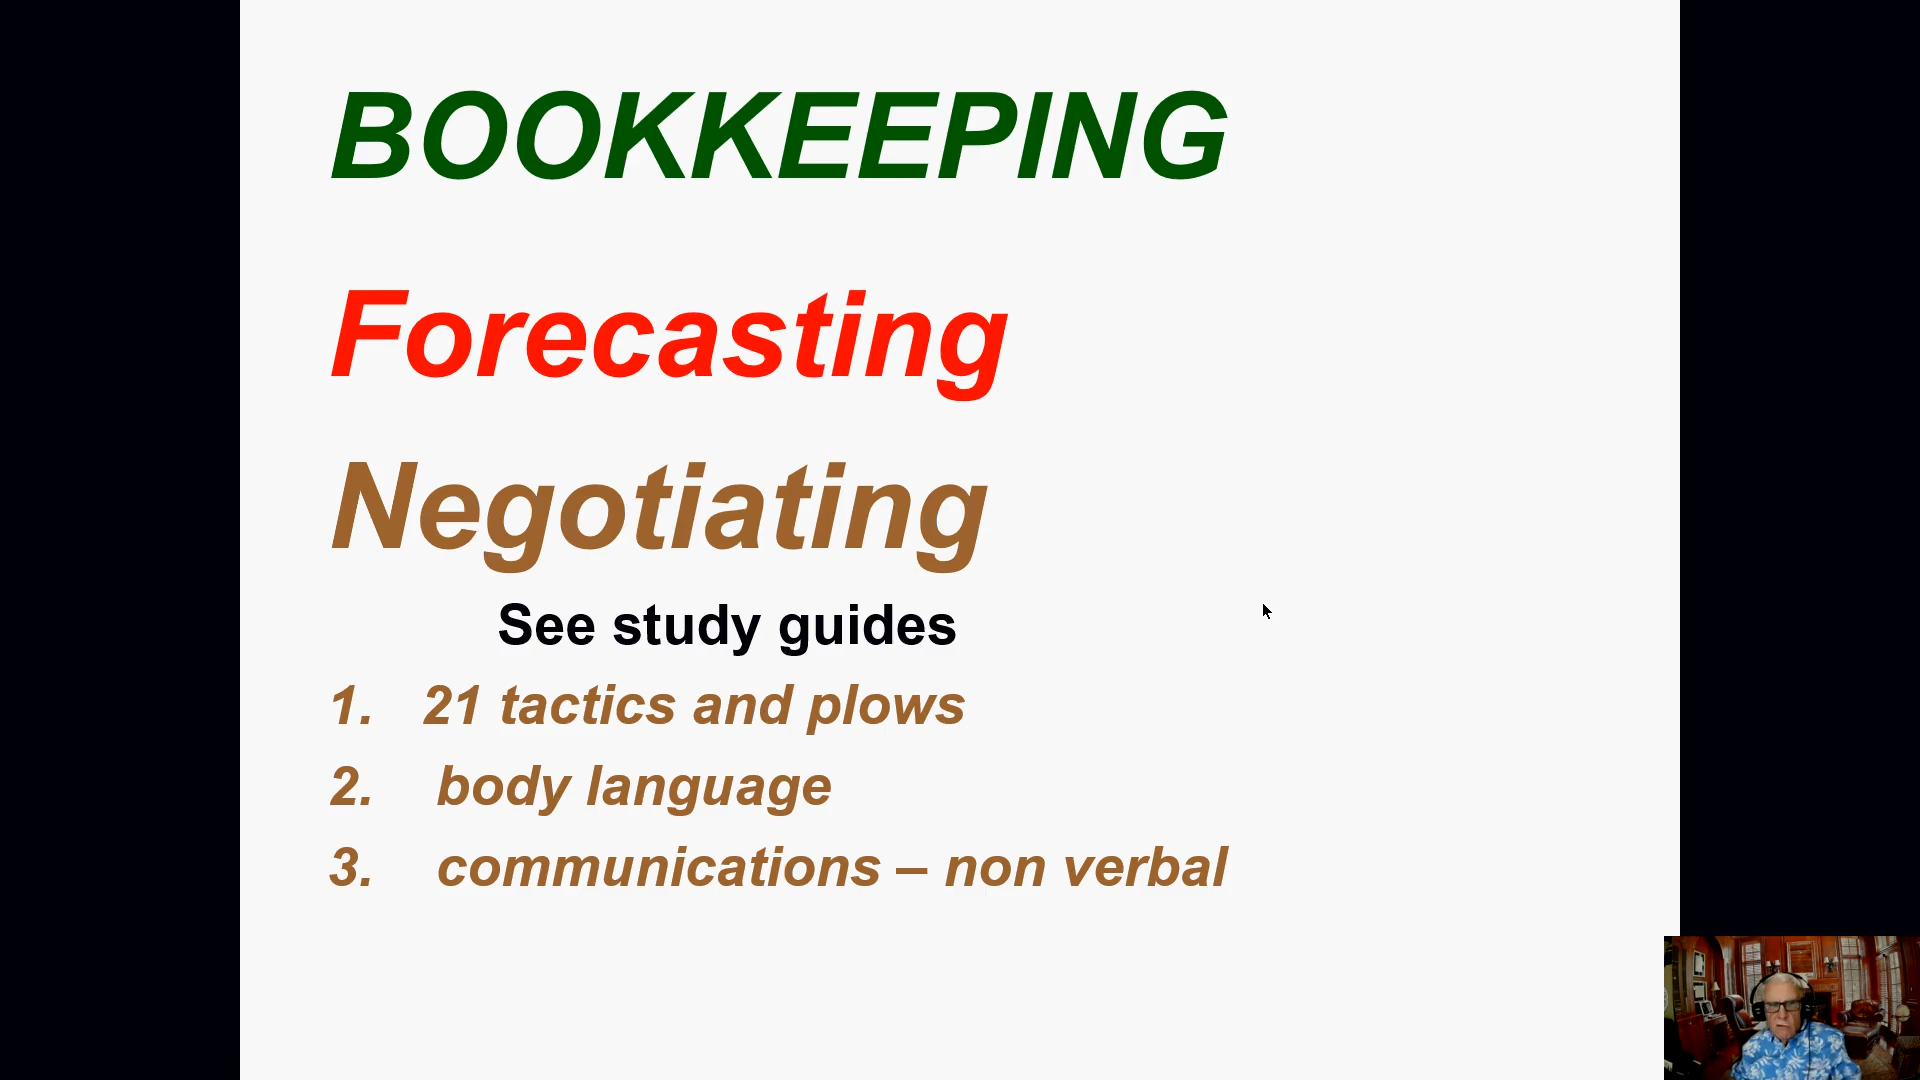 BOOKKEEPING
Forecasting
Negotiating
See study guides
1. 21 tactics and plows
2. body language
3. communications – non verbal